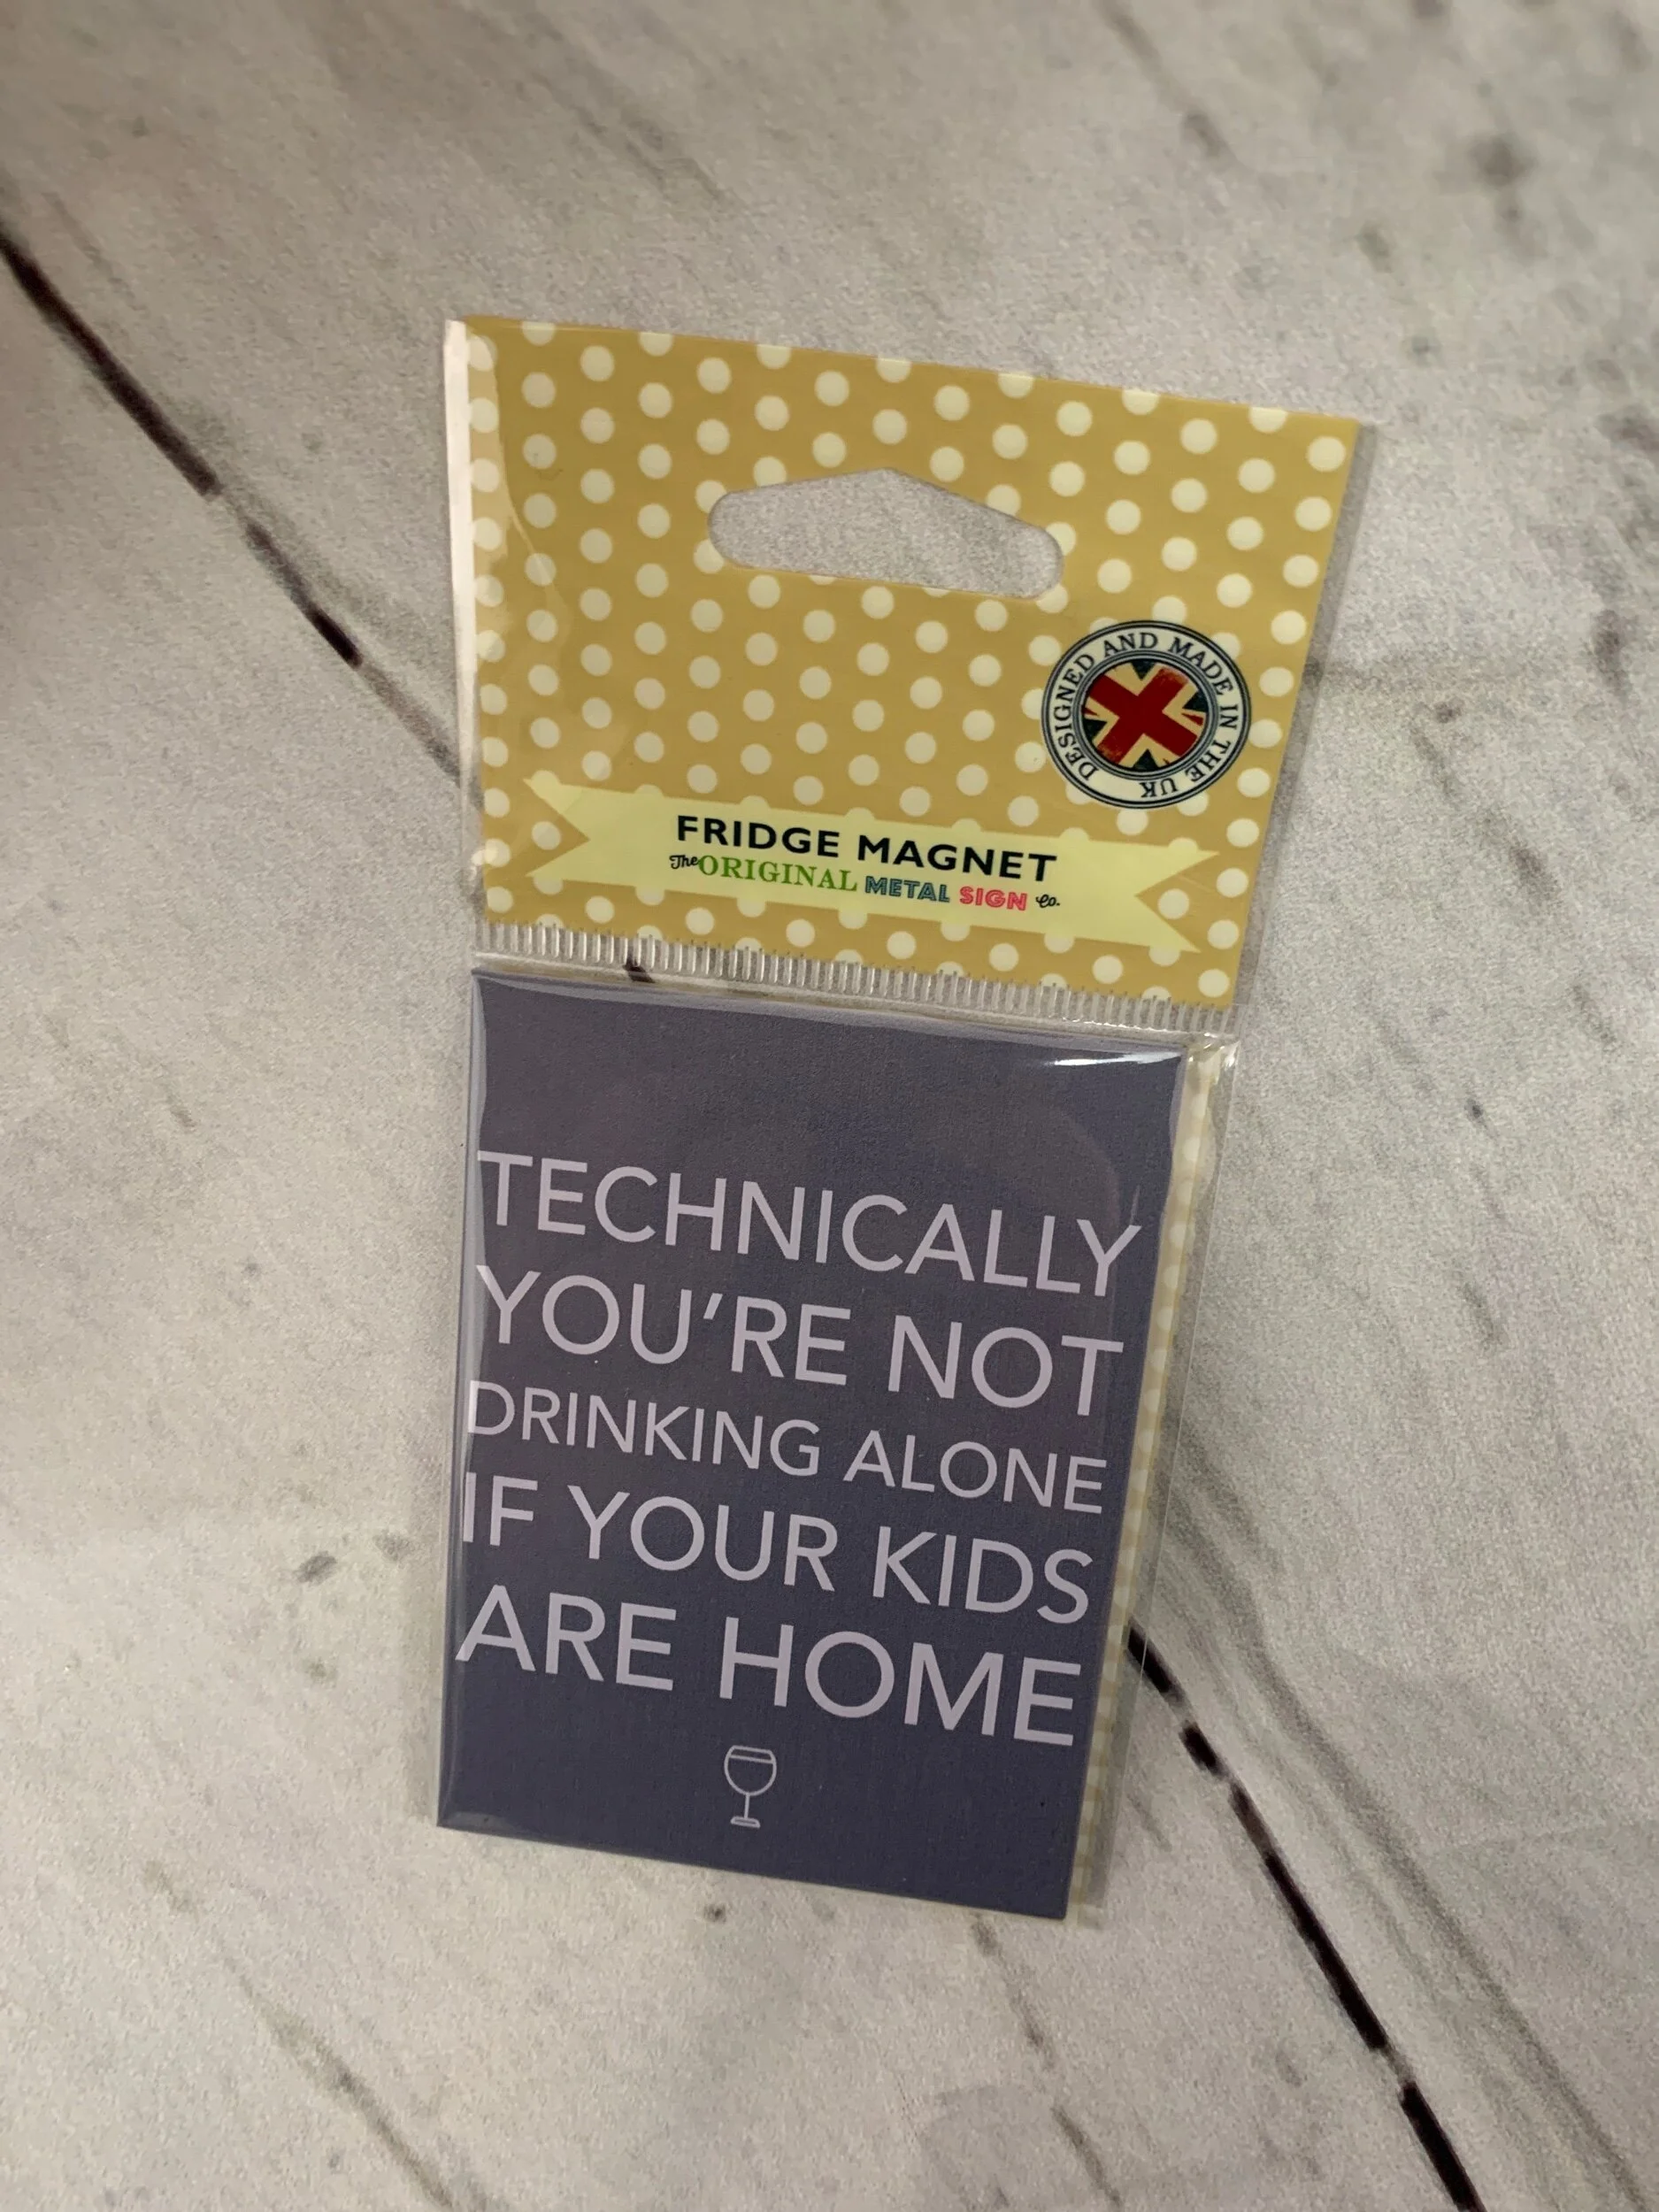 DESIGNED AND MADE IN THE UK
FRIDGE MAGNET
The ORIGINAL METAL SIGN Co.
TECHNICALLY
YOU'RE NOT
DRINKING ALONE
IF YOUR KIDS
ARE HOME